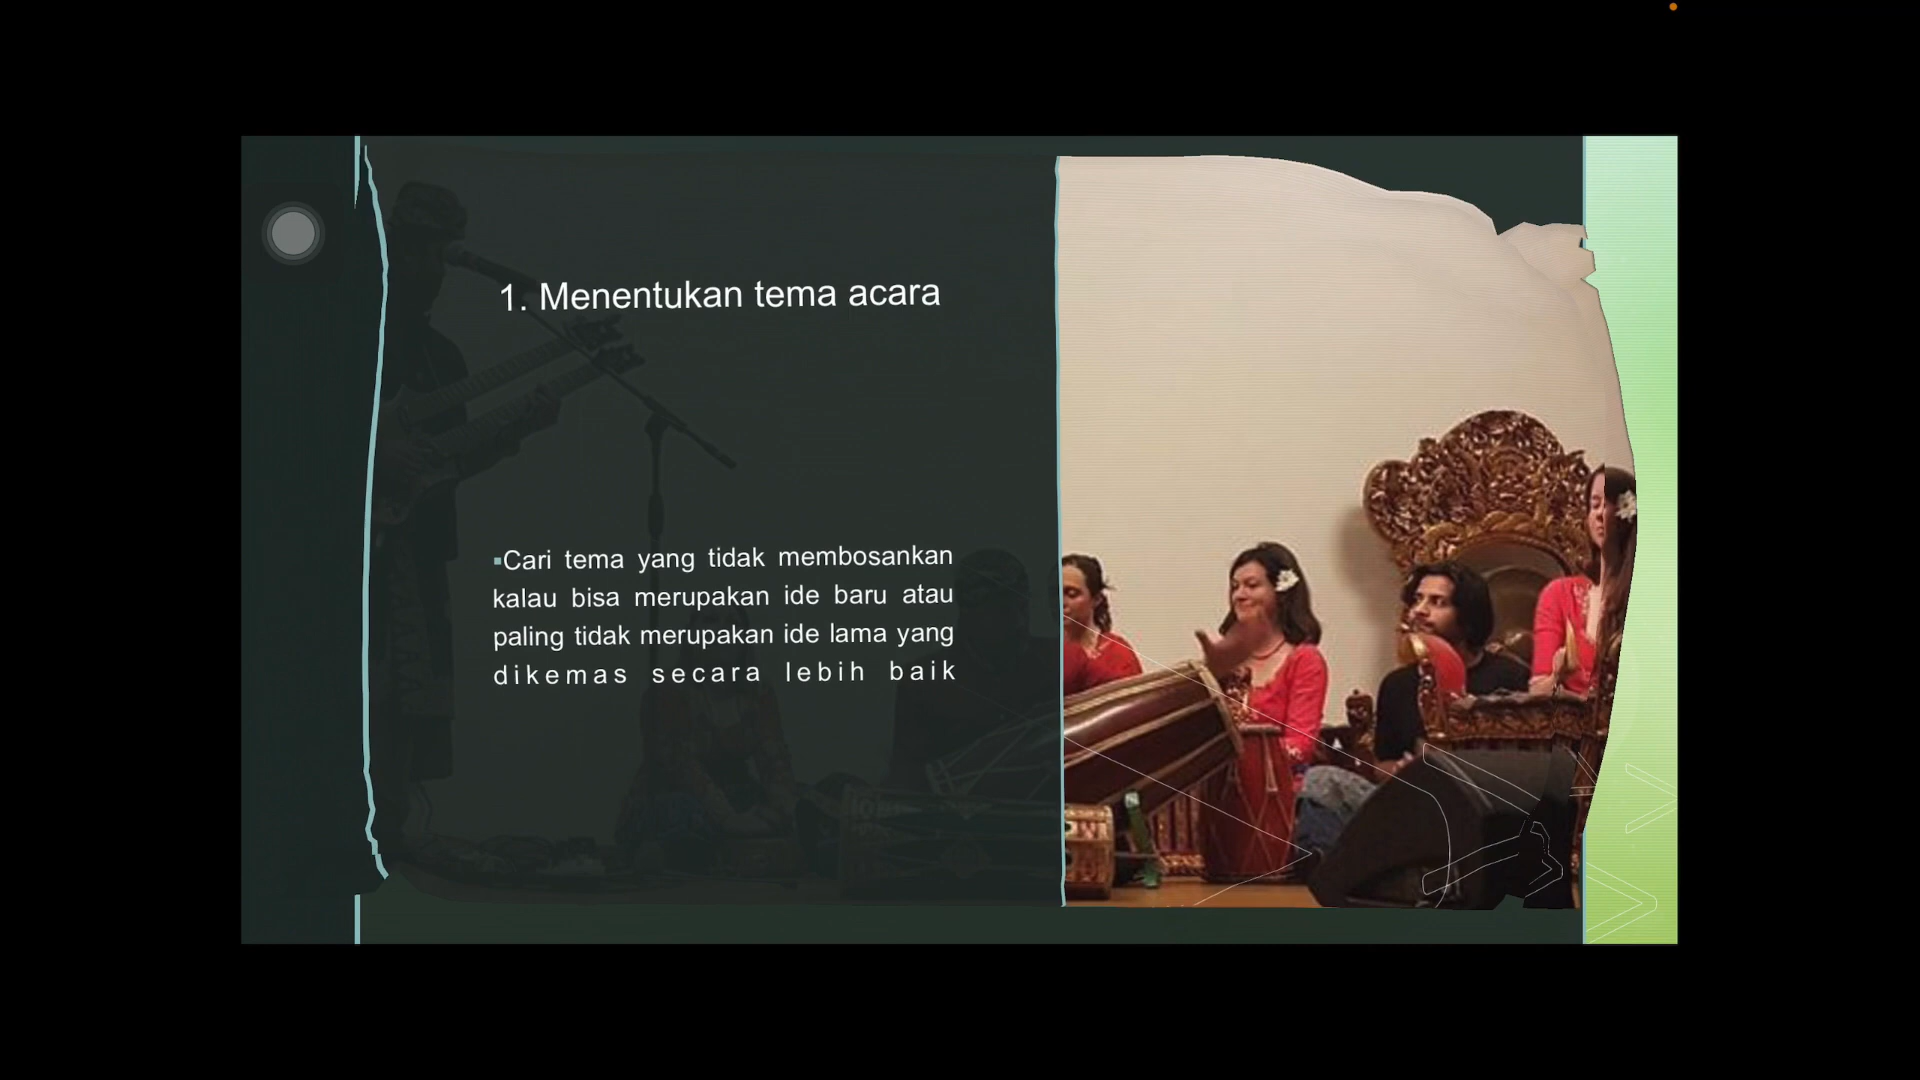 1. Menentukan tema acara
▪Cari tema yang tidak membosankan
kalau bisa merupakan ide baru atau
paling tidak merupakan ide lama yang
dikemas secara lebih baik